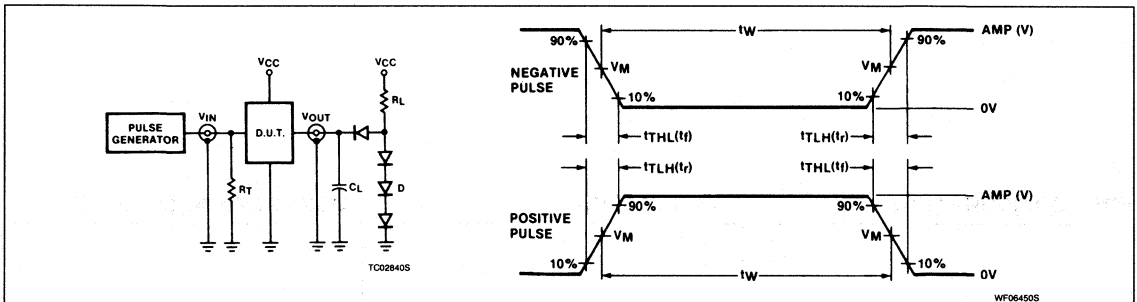 VCC
VCC
RL
PULSE
GENERATOR
VIN
D.U.T.
VOUT
RT
CL
D
TC02840S
tW
AMP (V)
90%
90%
NEGATIVE
PULSE
VM
VM
10%
10%
0V
tTHL(tf)
tTLH(tr)
tTLH(tr)
tTHL(tf)
AMP (V)
POSITIVE
PULSE
90%
90%
VM
VM
10%
10%
tW
0V
WF06450S